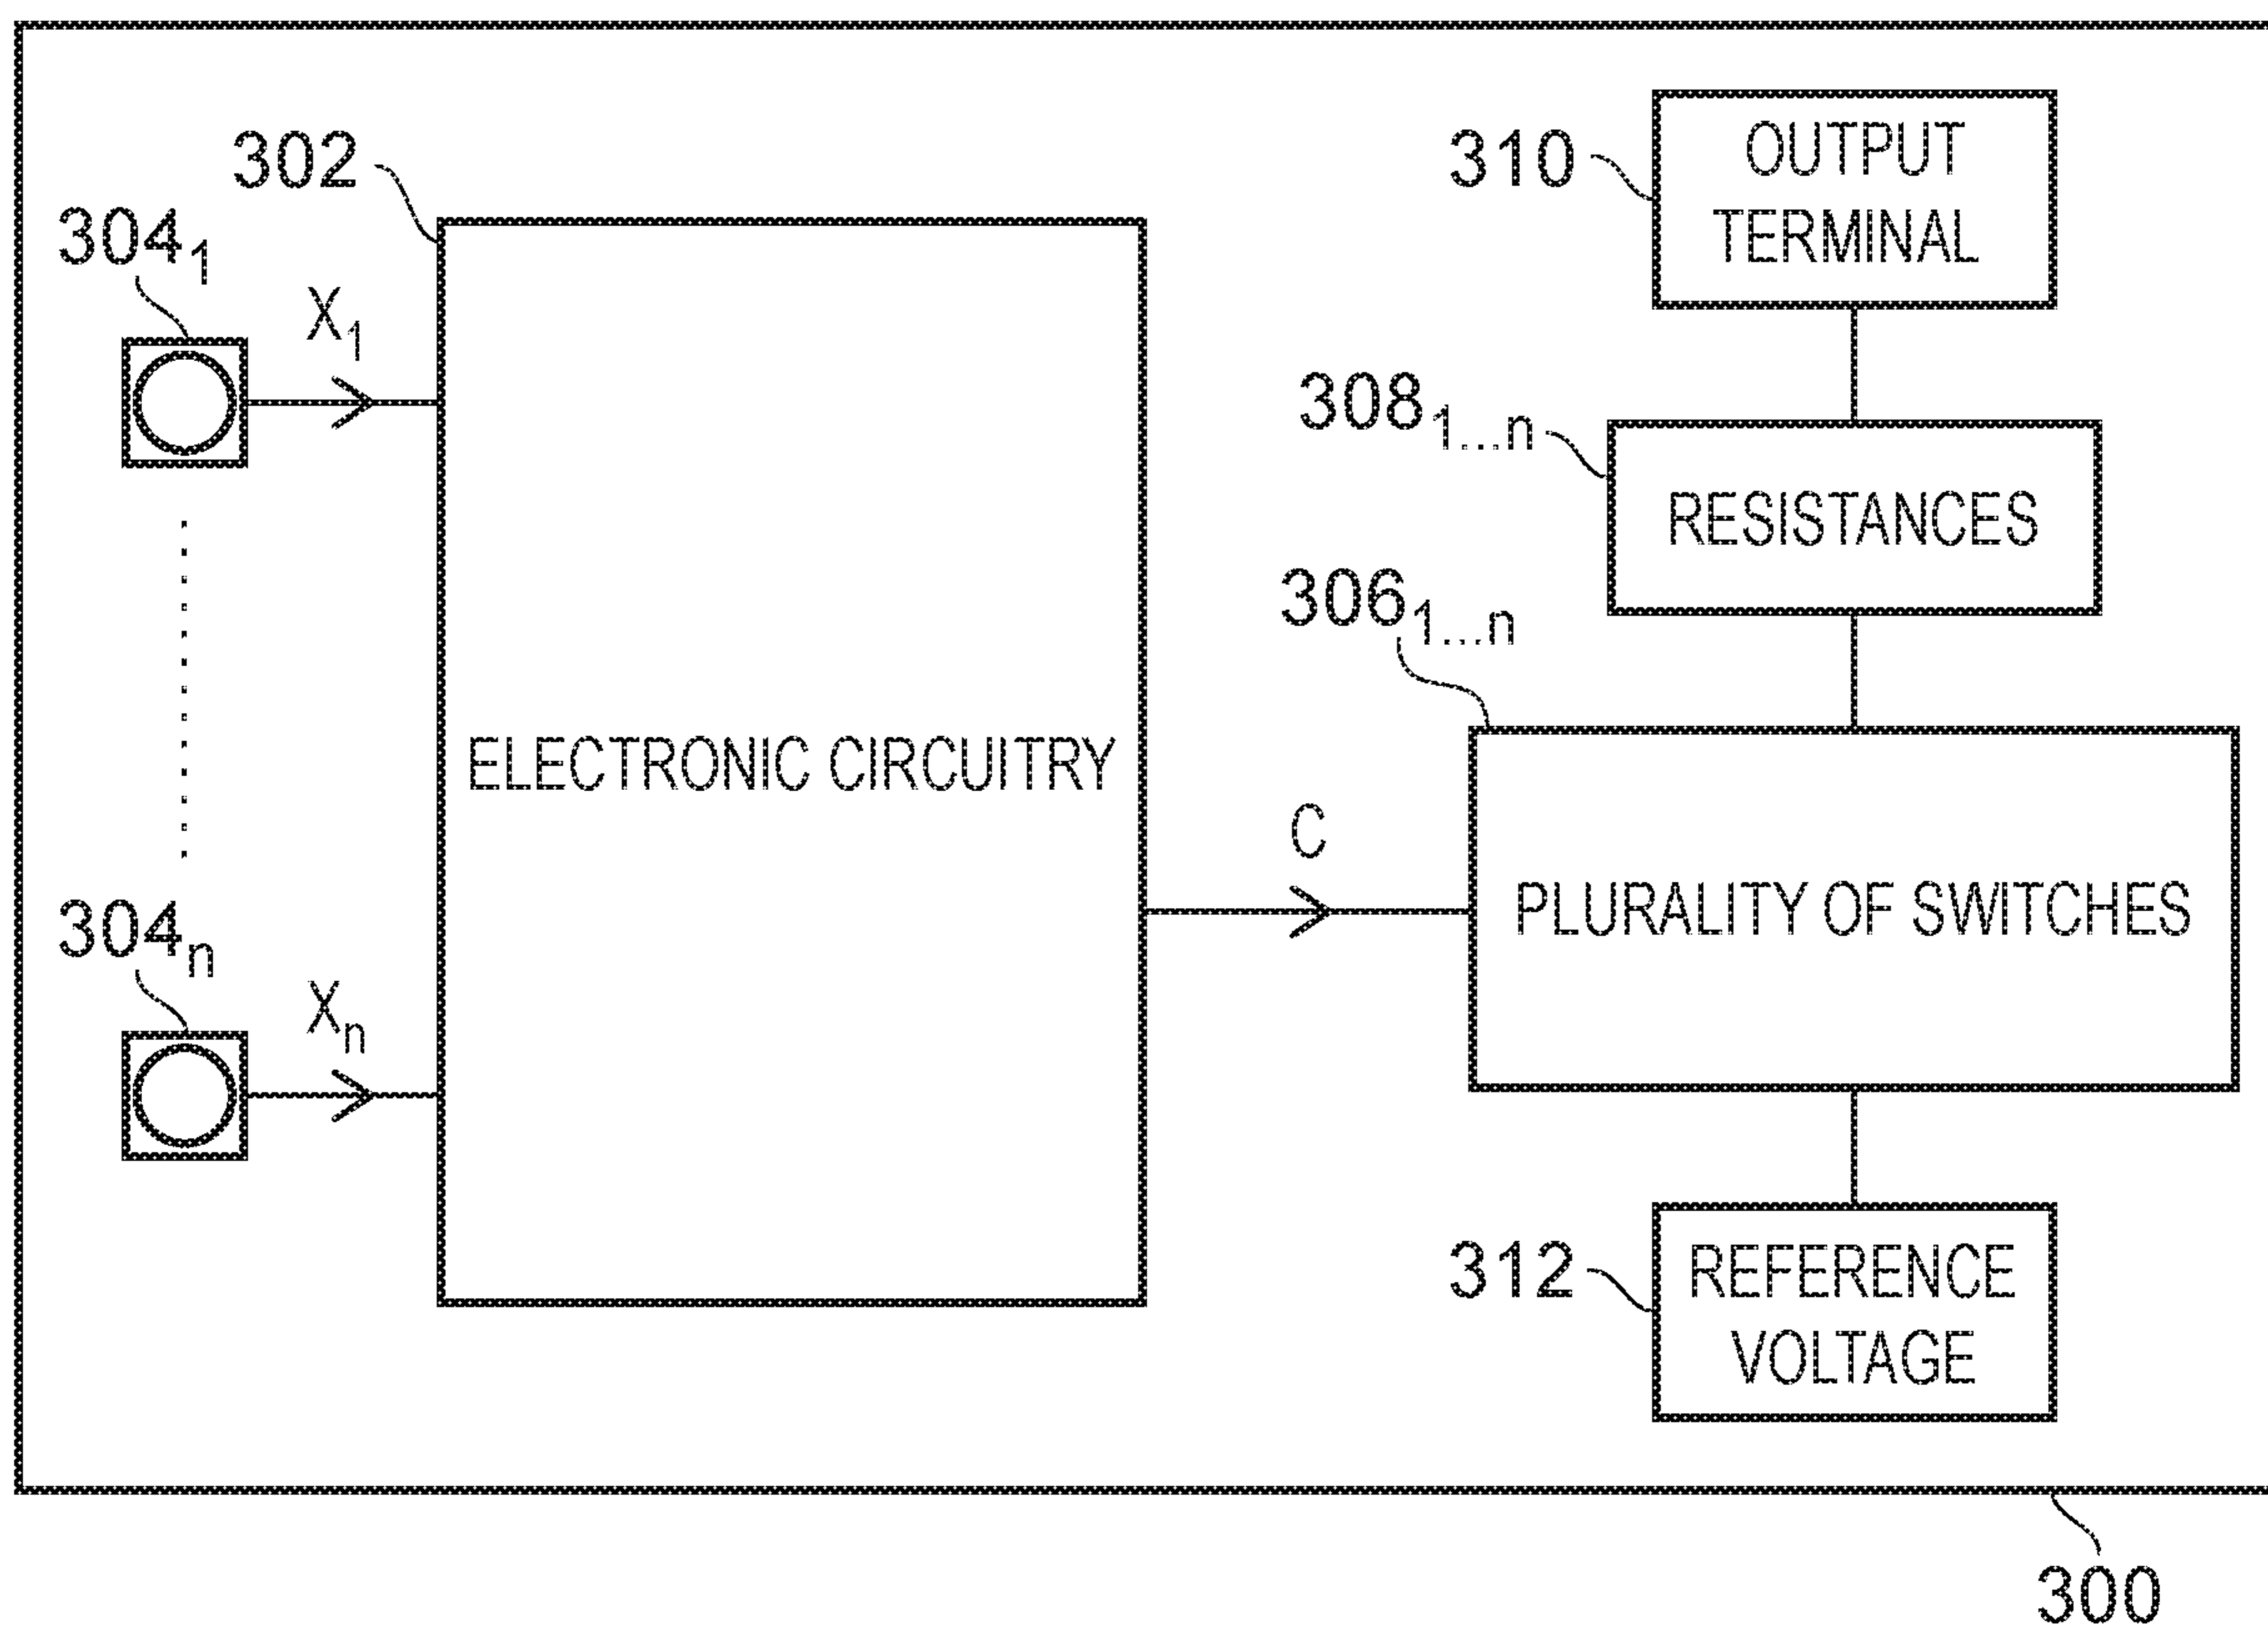 302
304₁
X₁
304ₙ
Xₙ
ELECTRONIC CIRCUITRY
C
310
OUTPUT
TERMINAL
308₁...ₙ
RESISTANCES
306₁...ₙ
PLURALITY OF SWITCHES
312
REFERENCE
VOLTAGE
300